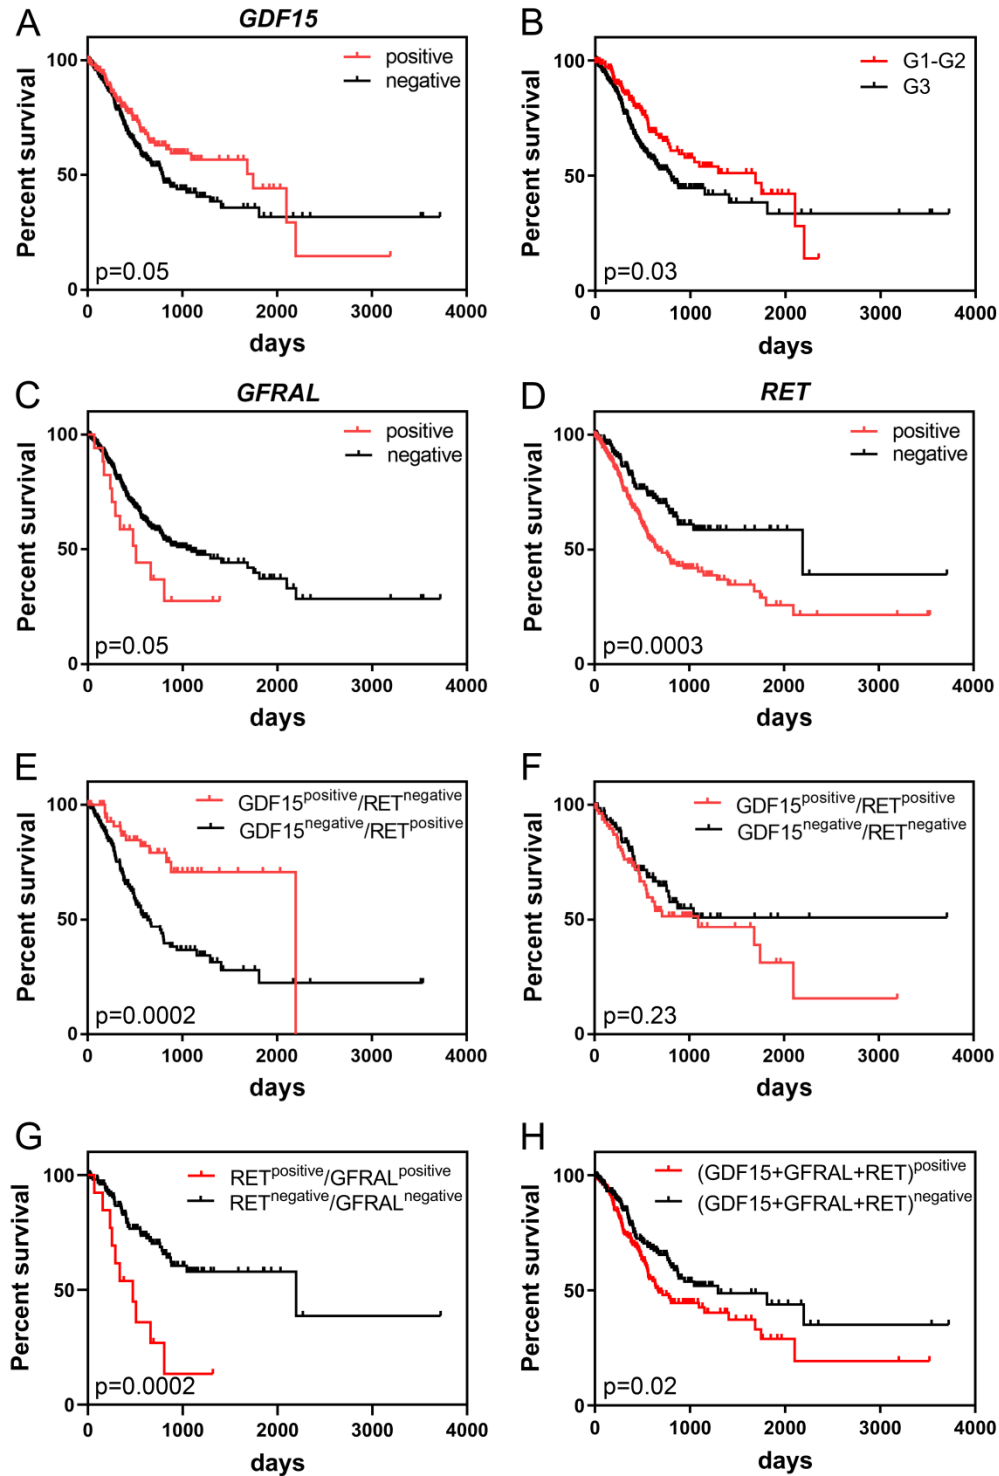 A
GDF15
100
50
0
Percent survival
positive
negative
p=0.05
0 1000 2000 3000 4000
days
B
100
50
0
Percent survival
G1-G2
G3
p=0.03
0 1000 2000 3000 4000
days
C
GFRAL
100
50
0
Percent survival
positive
negative
p=0.05
0 1000 2000 3000 4000
days
D
RET
100
50
0
Percent survival
positive
negative
p=0.0003
0 1000 2000 3000 4000
days
E
100
50
0
Percent survival
GDF15positive/RETnegative
GDF15negative/RETpositive
p=0.0002
0 1000 2000 3000 4000
days
F
100
50
0
Percent survival
GDF15positive/RETpositive
GDF15negative/RETnegative
p=0.23
0 1000 2000 3000 4000
days
G
100
50
0
Percent survival
RETpositive/GFRALpositive
RETnegative/GFRALnegative
p=0.0002
0 1000 2000 3000 4000
days
H
100
50
0
Percent survival
(GDF15+GFRAL+RET)positive
(GDF15+GFRAL+RET)negative
p=0.02
0 1000 2000 3000 4000
days